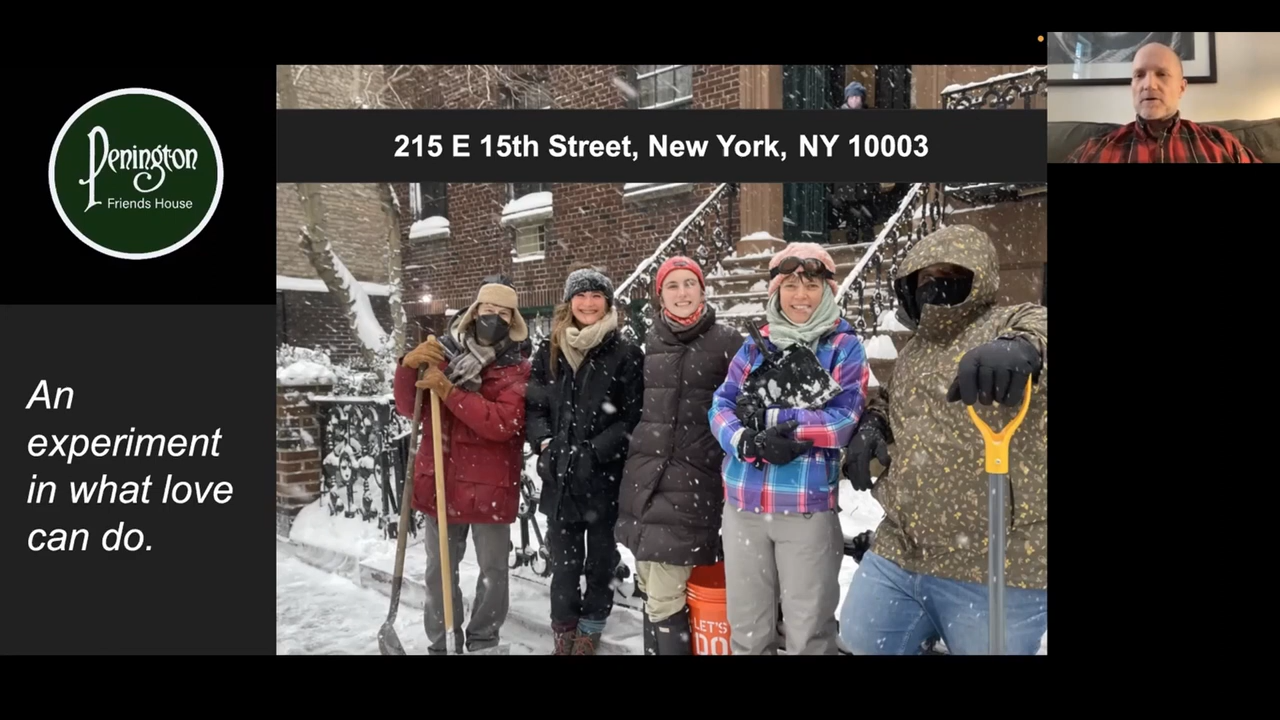 Penington
Friends House
215 E 15th Street, New York, NY 10003
An
experiment
in what love
can do.
LET'S
DO